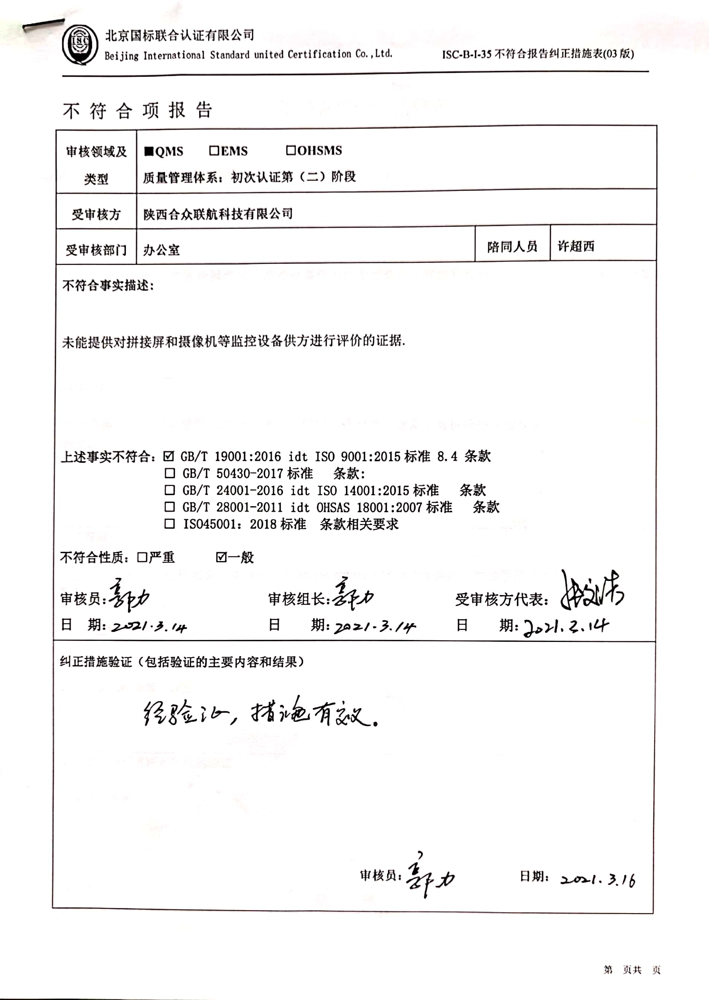 ISC
北京国标联合认证有限公司
Beijing International Standard united Certification Co.,Ltd.
ISC-B-I-35 不符合报告纠正措施表(03 版)
不符合项报告
审核领域及
类型
■QMS □EMS □OHSMS
质量管理体系：初次认证第（二）阶段
受审核方 陕西合众联航科技有限公司
受审核部门 办公室 陪同人员 许超西
不符合事实描述:
未能提供对拼接屏和摄像机等监控设备供方进行评价的证据.
上述事实不符合：☑ GB/T 19001:2016 idt ISO 9001:2015 标准 8.4 条款
□ GB/T 50430-2017 标准 条款:
□ GB/T 24001-2016 idt ISO 14001:2015 标准 条款
□ GB/T 28001-2011 idt OHSAS 18001:2007 标准 条款
□ ISO45001：2018 标准 条款相关要求
不符合性质：□严重 ☑一般
审核员:郭力 审核组长:郭力 受审核方代表：
日 期:2021.3.14 日 期:2021.3.14 日 期:2021.3.14
纠正措施验证（包括验证的主要内容和结果）
经验证，措施有效。
审核员:郭力 日期: 2021.3.16
第 页共 页